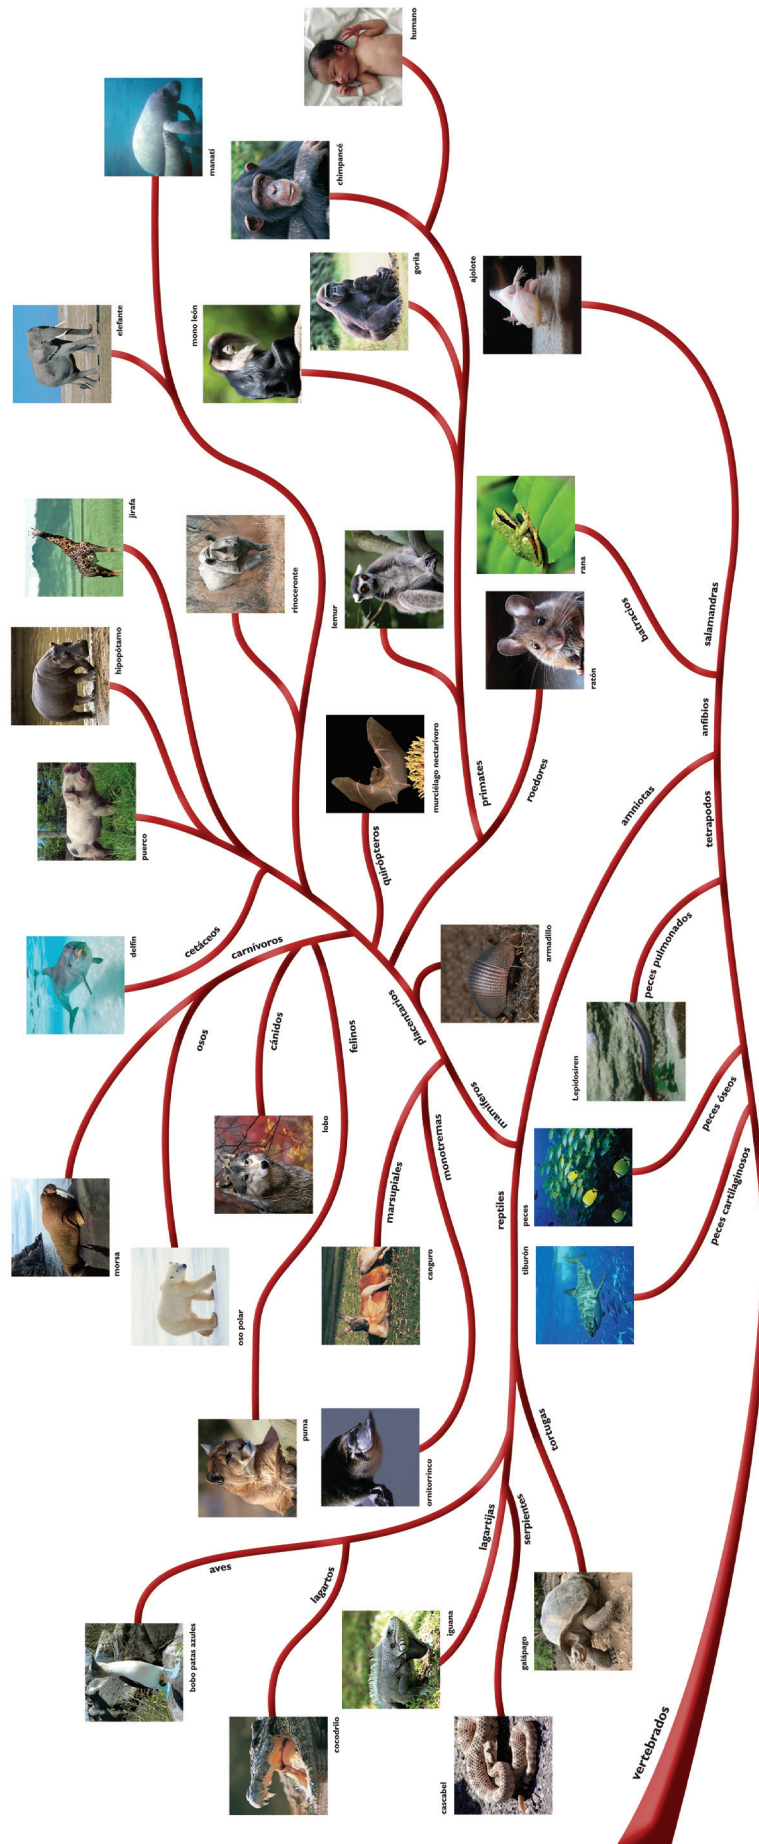 humano
manatí
chimpancé
gorila
ajolote
elefante
mono león
jirafa
rinoceronte
lemur
rana
batracios
salamandras
hipopótamo
ratón
anfibios
murciélago nectarívoro
primates
roedores
amniotas
tetrapodos
puerco
quirópteros
delfín
cetáceos
carnívoros
armadillo
peces pulmonados
osos
cánidos
felinos
placentarios
Lepidosiren
lobo
mamíferos
peces óseos
morsa
marsupiales
monotremas
reptiles
peces
peces cartilaginosos
oso polar
canguro
tiburón
puma
ornitorrinco
tortugas
aves
lagartos
lagartijas
serpientes
bobo patas azules
iguana
galápago
cocodrilo
cascabel
vertebrados